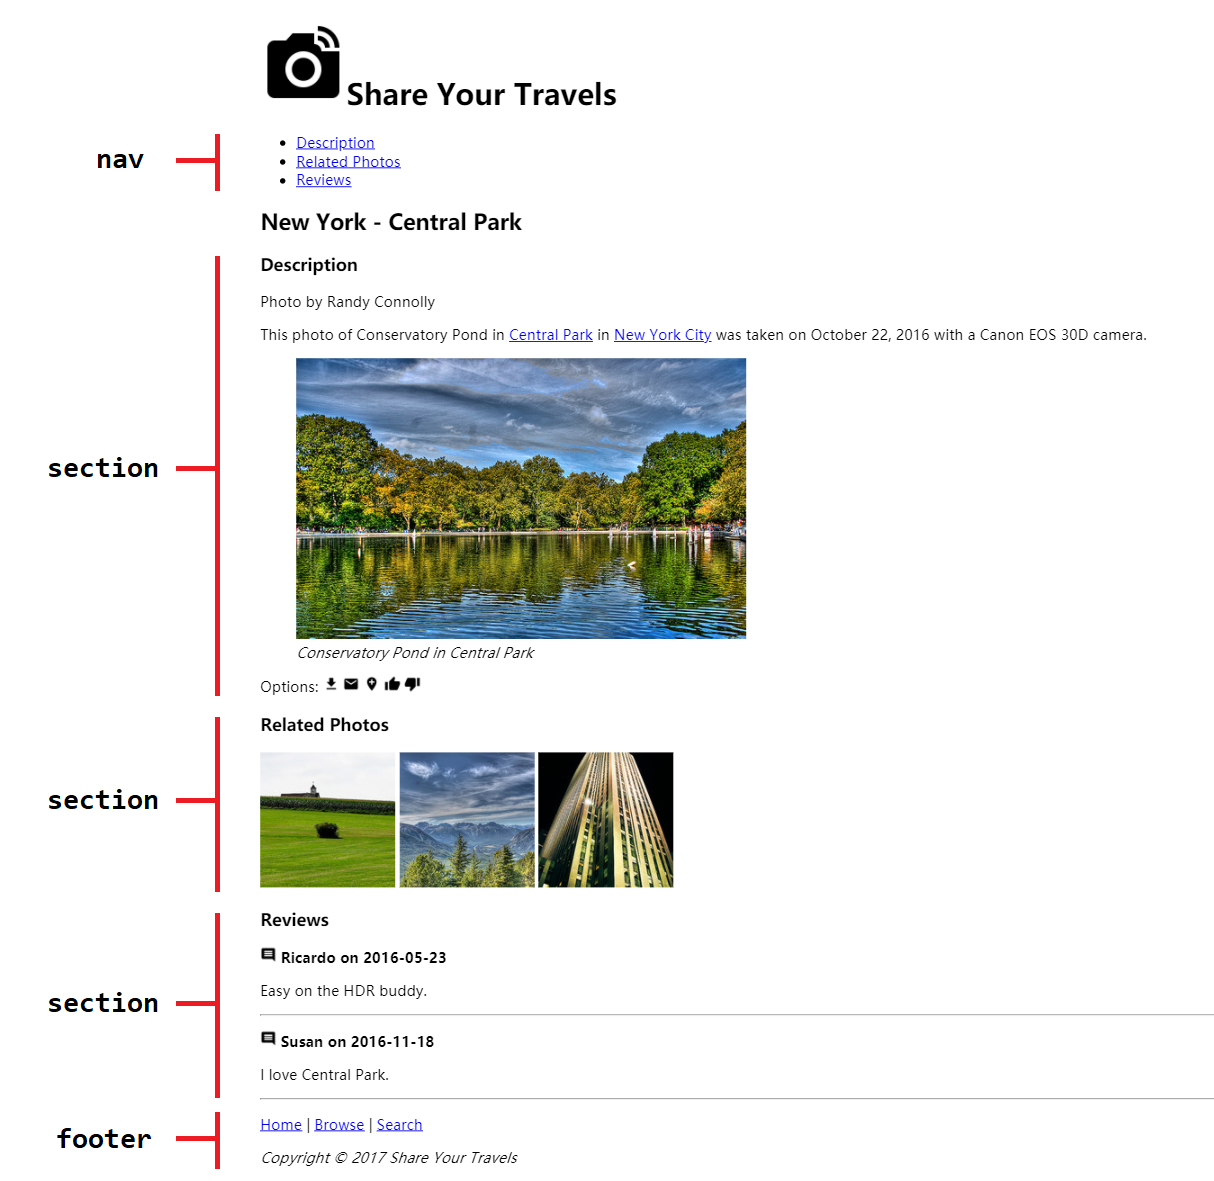 Share Your Travels
nav
Description
Related Photos
Reviews
New York - Central Park
Description
Photo by Randy Connolly
This photo of Conservatory Pond in Central Park in New York City was taken on October 22, 2016 with a Canon EOS 30D camera.
section
Conservatory Pond in Central Park
Options:
Related Photos
section
Reviews
Ricardo on 2016-05-23
Easy on the HDR buddy.
section
Susan on 2016-11-18
I love Central Park.
Home | Browse | Search
footer
Copyright © 2017 Share Your Travels